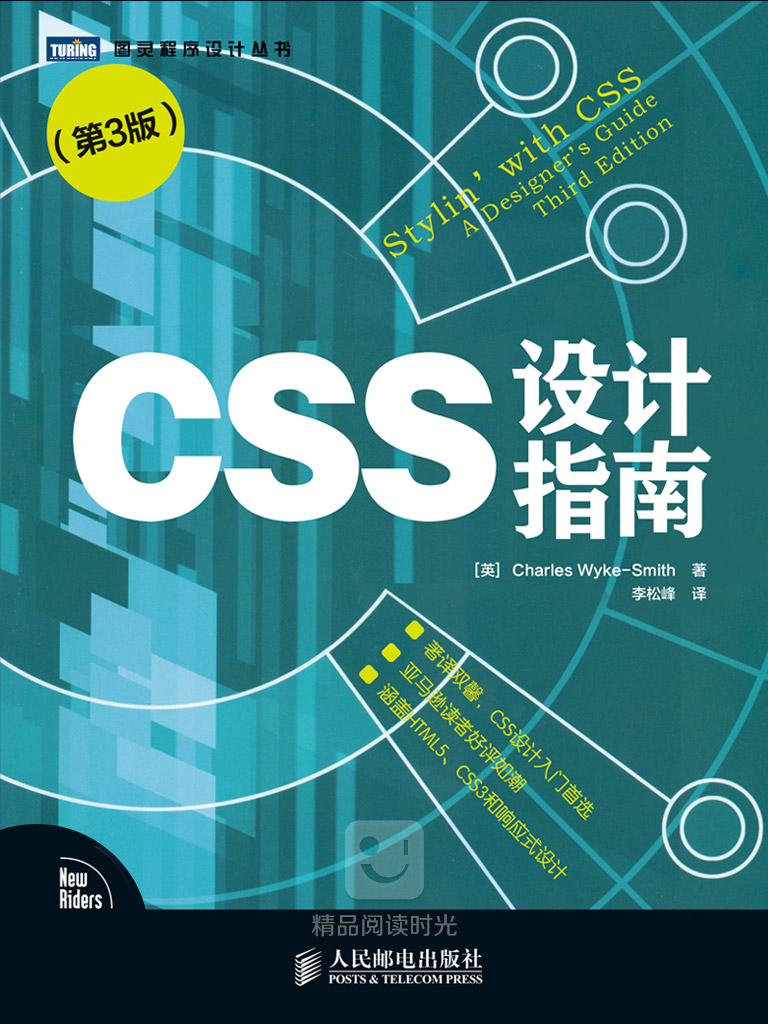 TURING 图灵程序设计丛书
(第3版)
Stylin' with CSS
A Designer's Guide
Third Edition
CSS 设计
指南
[英] Charles Wyke-Smith 著
李松峰 译
著译双馨，CSS设计入门首选
亚马逊读者好评如潮
涵盖HTML5、CSS3和响应式设计
New
Riders
精品阅读时光
人民邮电出版社
POSTS & TELECOM PRESS